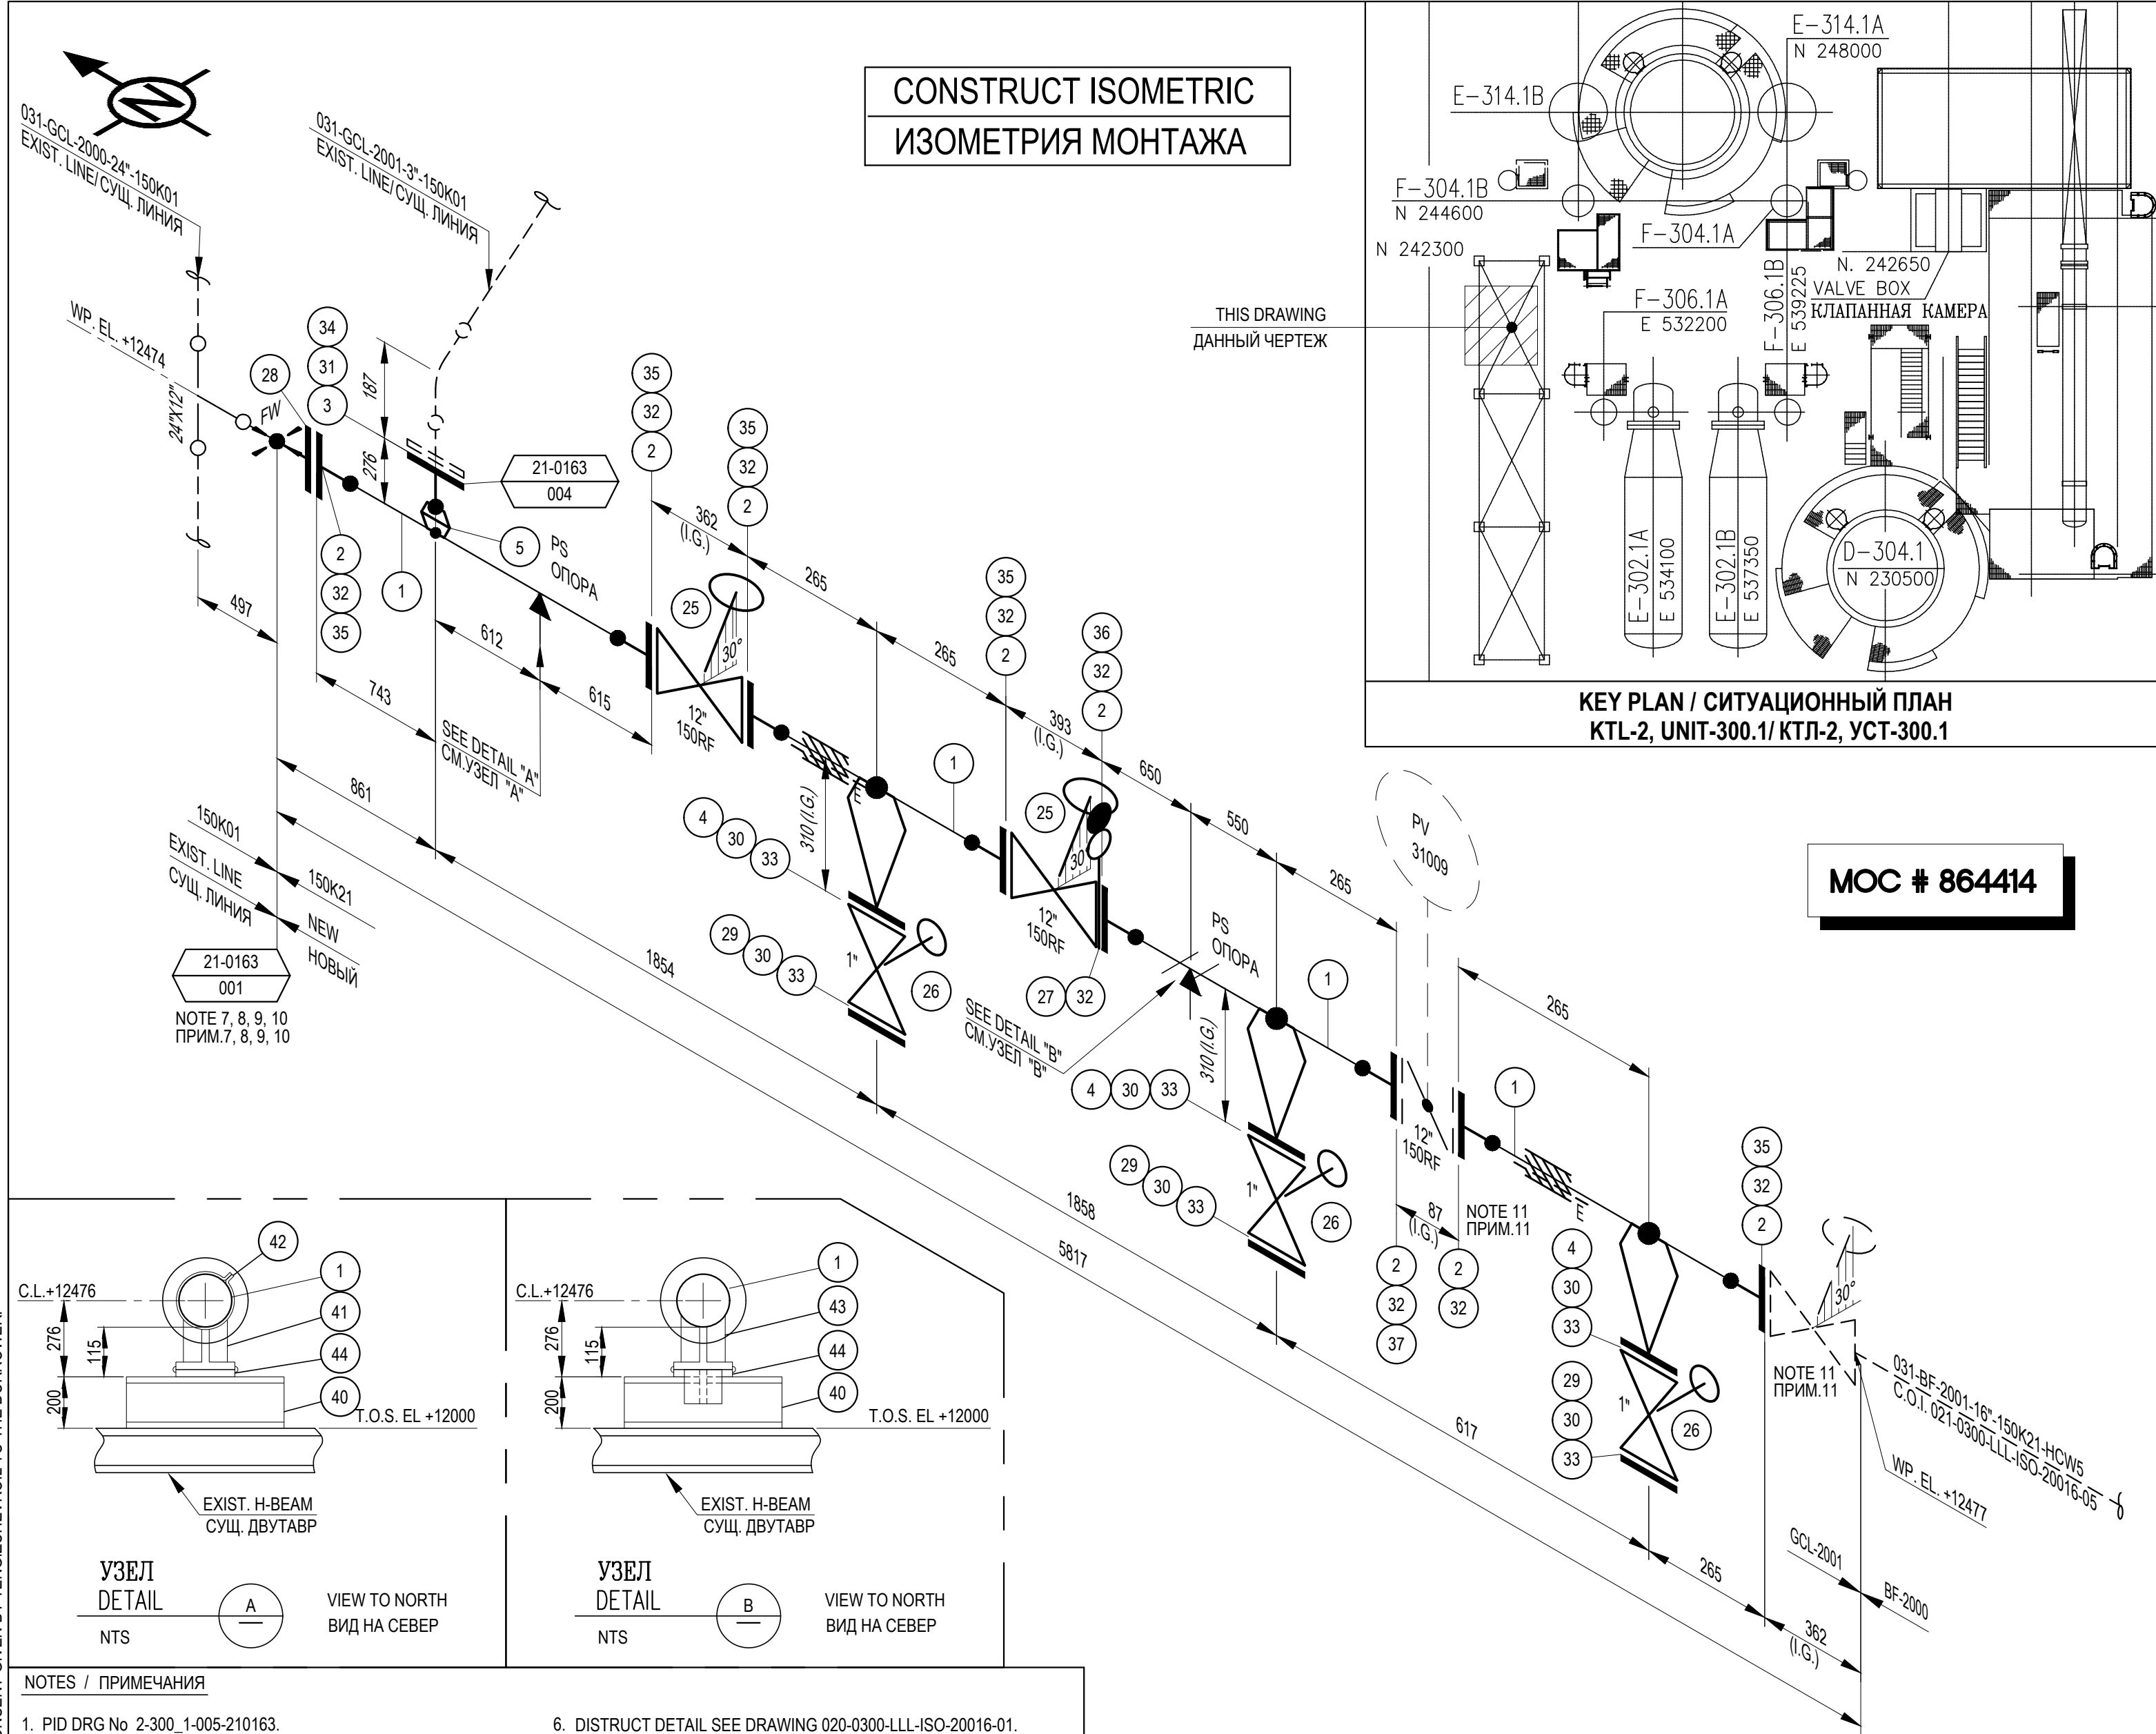 CONSTRUCT ISOMETRIC
ИЗОМЕТРИЯ МОНТАЖА
N
031-GCL-2000-24"-150K01
EXIST. LINE/ СУЩ. ЛИНИЯ
031-GCL-2001-3"-150K01
EXIST. LINE/ СУЩ. ЛИНИЯ
WP. EL. +12474
24"X12"
FW
28
34
31
3
187
276
21-0163
004
5
PS
ОПОРА
2
32
35
1
497
743
612
615
861
SEE DETAIL "A"
СМ.УЗЕЛ "A"
35
32
2
362
(I.G.)
35
32
2
25
30°
12"
150RF
265
265
E
310 (I.G.)
4
30
33
29
30
33
1"
26
1
35
32
2
393
(I.G.)
36
32
2
25
30°
12"
150RF
27
32
650
550
265
PS
ОПОРА
SEE DETAIL "B"
СМ.УЗЕЛ "B"
310 (I.G.)
4
30
33
29
30
33
1"
26
1
PV
31009
12"
150RF
265
87
(I.G.)
NOTE 11
ПРИМ.11
2
32
37
2
32
1
E
4
30
33
29
30
33
1"
26
35
32
2
30°
NOTE 11
ПРИМ.11
031-BF-2001-16"-150K21-HCW5
C.O.I. 021-0300-LLL-ISO-20016-05
WP. EL. +12477
GCL-2001
BF-2000
1854
1858
5817
617
265
362
(I.G.)
150K01
150K21
EXIST. LINE
СУЩ. ЛИНИЯ
NEW
НОВЫЙ
21-0163
001
NOTE 7, 8, 9, 10
ПРИМ.7, 8, 9, 10
THIS DRAWING
ДАННЫЙ ЧЕРТЕЖ
E-314.1A
N 248000
E-314.1B
F-304.1B
N 244600
F-304.1A
N 242300
F-306.1A
E 532200
F-306.1B
E 539225
N. 242650
VALVE BOX
КЛАПАННАЯ КАМЕРА
E-302.1A
E 534100
E-302.1B
E 537350
D-304.1
N 230500
KEY PLAN / СИТУАЦИОННЫЙ ПЛАН
KTL-2, UNIT-300.1/ КТЛ-2, УСТ-300.1
MOC # 864414
C.L.+12476
276
115
200
42
1
41
44
40
T.O.S. EL +12000
EXIST. H-BEAM
СУЩ. ДВУТАВР
УЗЕЛ
DETAIL
NTS
A
VIEW TO NORTH
ВИД НА СЕВЕР
C.L.+12476
276
115
200
1
43
44
40
T.O.S. EL +12000
EXIST. H-BEAM
СУЩ. ДВУТАВР
УЗЕЛ
DETAIL
NTS
B
VIEW TO NORTH
ВИД НА СЕВЕР
NOTES / ПРИМЕЧАНИЯ
1. PID DRG No 2-300_1-005-210163.
6. DISTRUCT DETAIL SEE DRAWING 020-0300-LLL-ISO-20016-01.